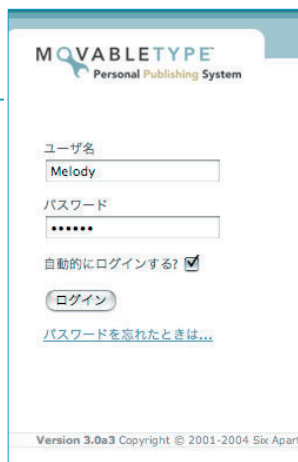 MOVABLETYPE
Personal Publishing System
ユーザ名
Melody
パスワード
••••••
自動的にログインする?
ログイン
パスワードを忘れたときは...
Version 3.0a3 Copyright © 2001-2004 Six Apart